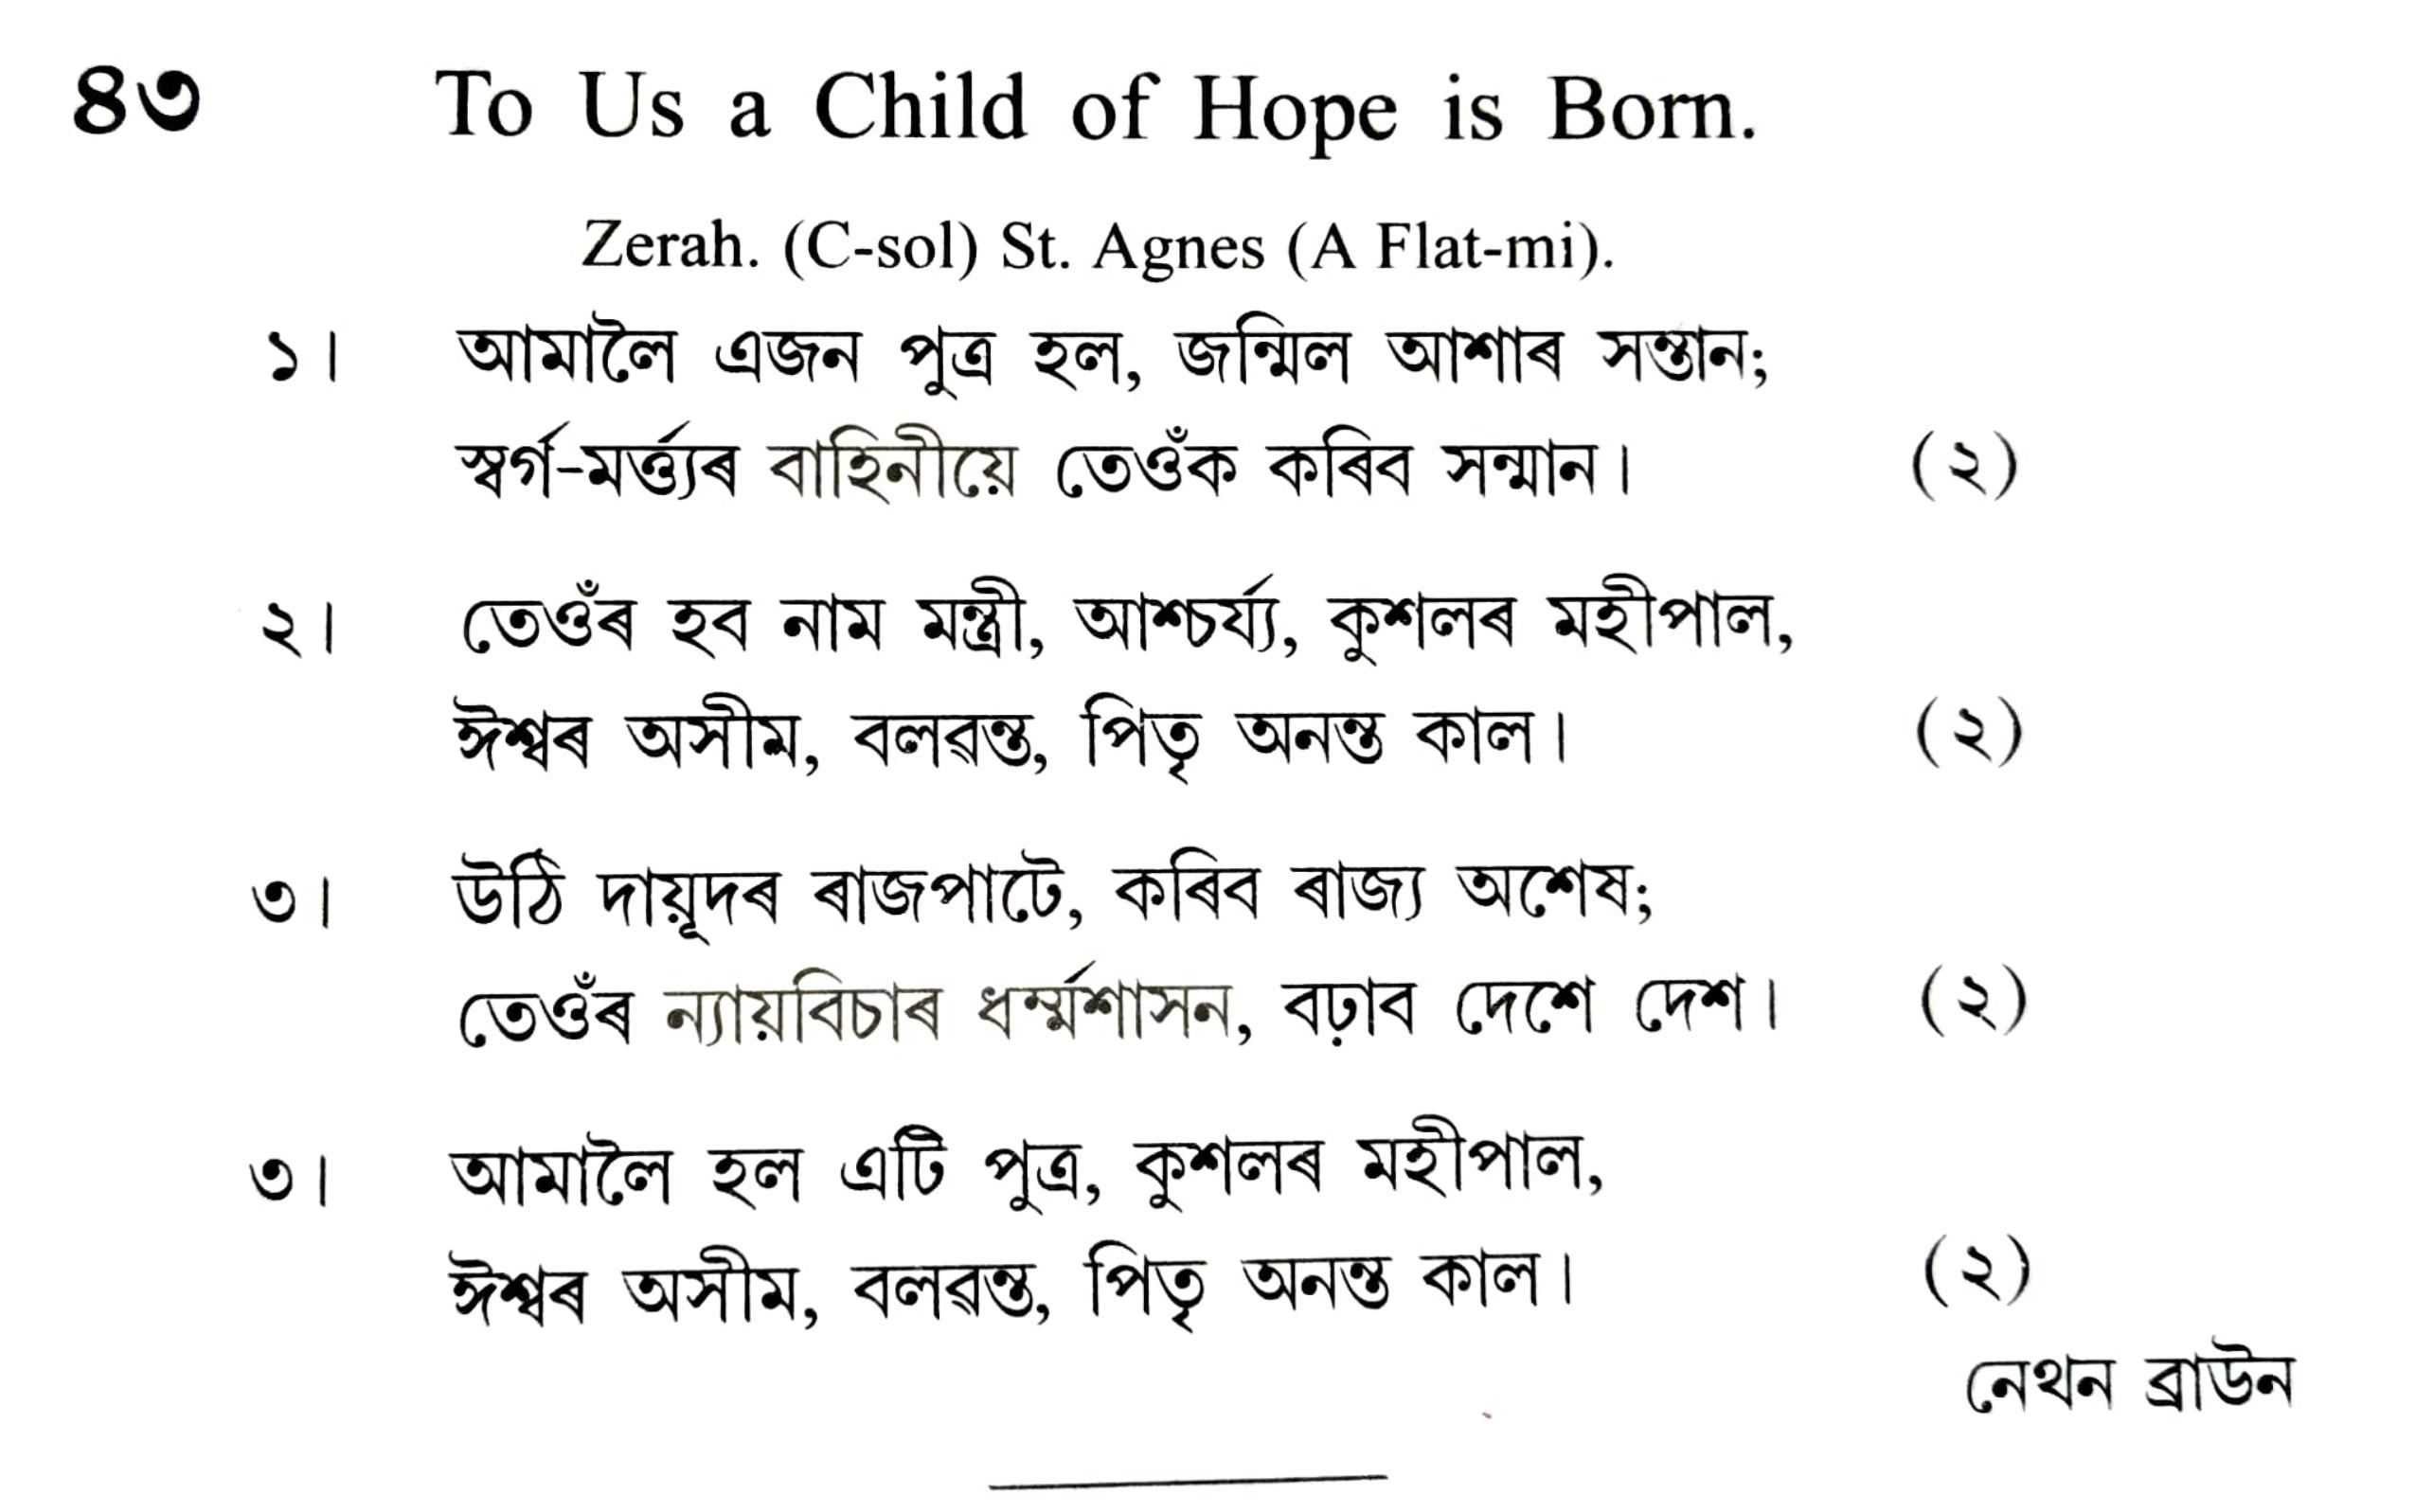 ৪৩ To Us a Child of Hope is Born.
Zerah. (C-sol) St. Agnes (A Flat-mi).
১। আমালৈ এজন পুত্ৰ হল, জন্মিল আশাৰ সন্তান;
স্বৰ্গ-মৰ্ত্ত্যৰ বাহিনীয়ে তেওঁক কৰিব সন্মান। (২)
২। তেওঁৰ হব নাম মন্ত্ৰী, আশ্চৰ্য্য, কুশলৰ মহীপাল,
ঈশ্বৰ অসীম, বলৱন্ত, পিতৃ অনন্ত কাল। (২)
৩। উঠি দায়ূদৰ ৰাজপাটে, কৰিব ৰাজ্য অশেষ;
তেওঁৰ ন্যায়বিচাৰ ধৰ্ম্মশাসন, বঢ়াব দেশে দেশ। (২)
৩। আমালৈ হল এটি পুত্ৰ, কুশলৰ মহীপাল,
ঈশ্বৰ অসীম, বলৱন্ত, পিতৃ অনন্ত কাল। (২)
নেথন ব্ৰাউন